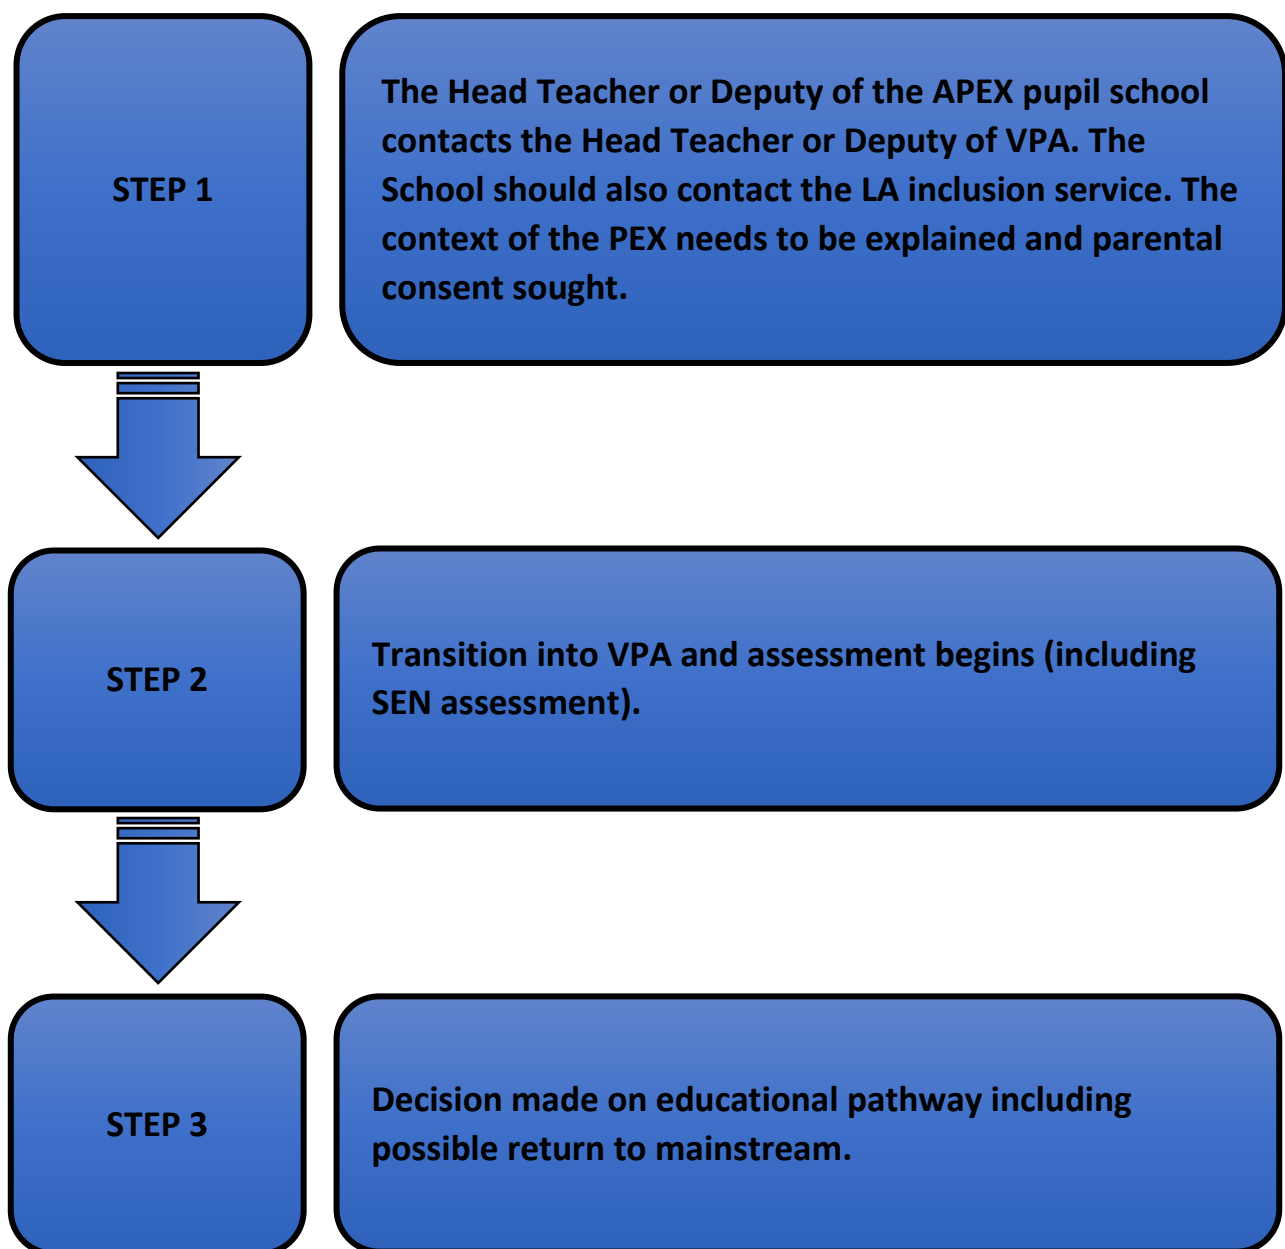 STEP 1
The Head Teacher or Deputy of the APEX pupil school
contacts the Head Teacher or Deputy of VPA. The
School should also contact the LA inclusion service. The
context of the PEX needs to be explained and parental
consent sought.
STEP 2
Transition into VPA and assessment begins (including
SEN assessment).
STEP 3
Decision made on educational pathway including
possible return to mainstream.